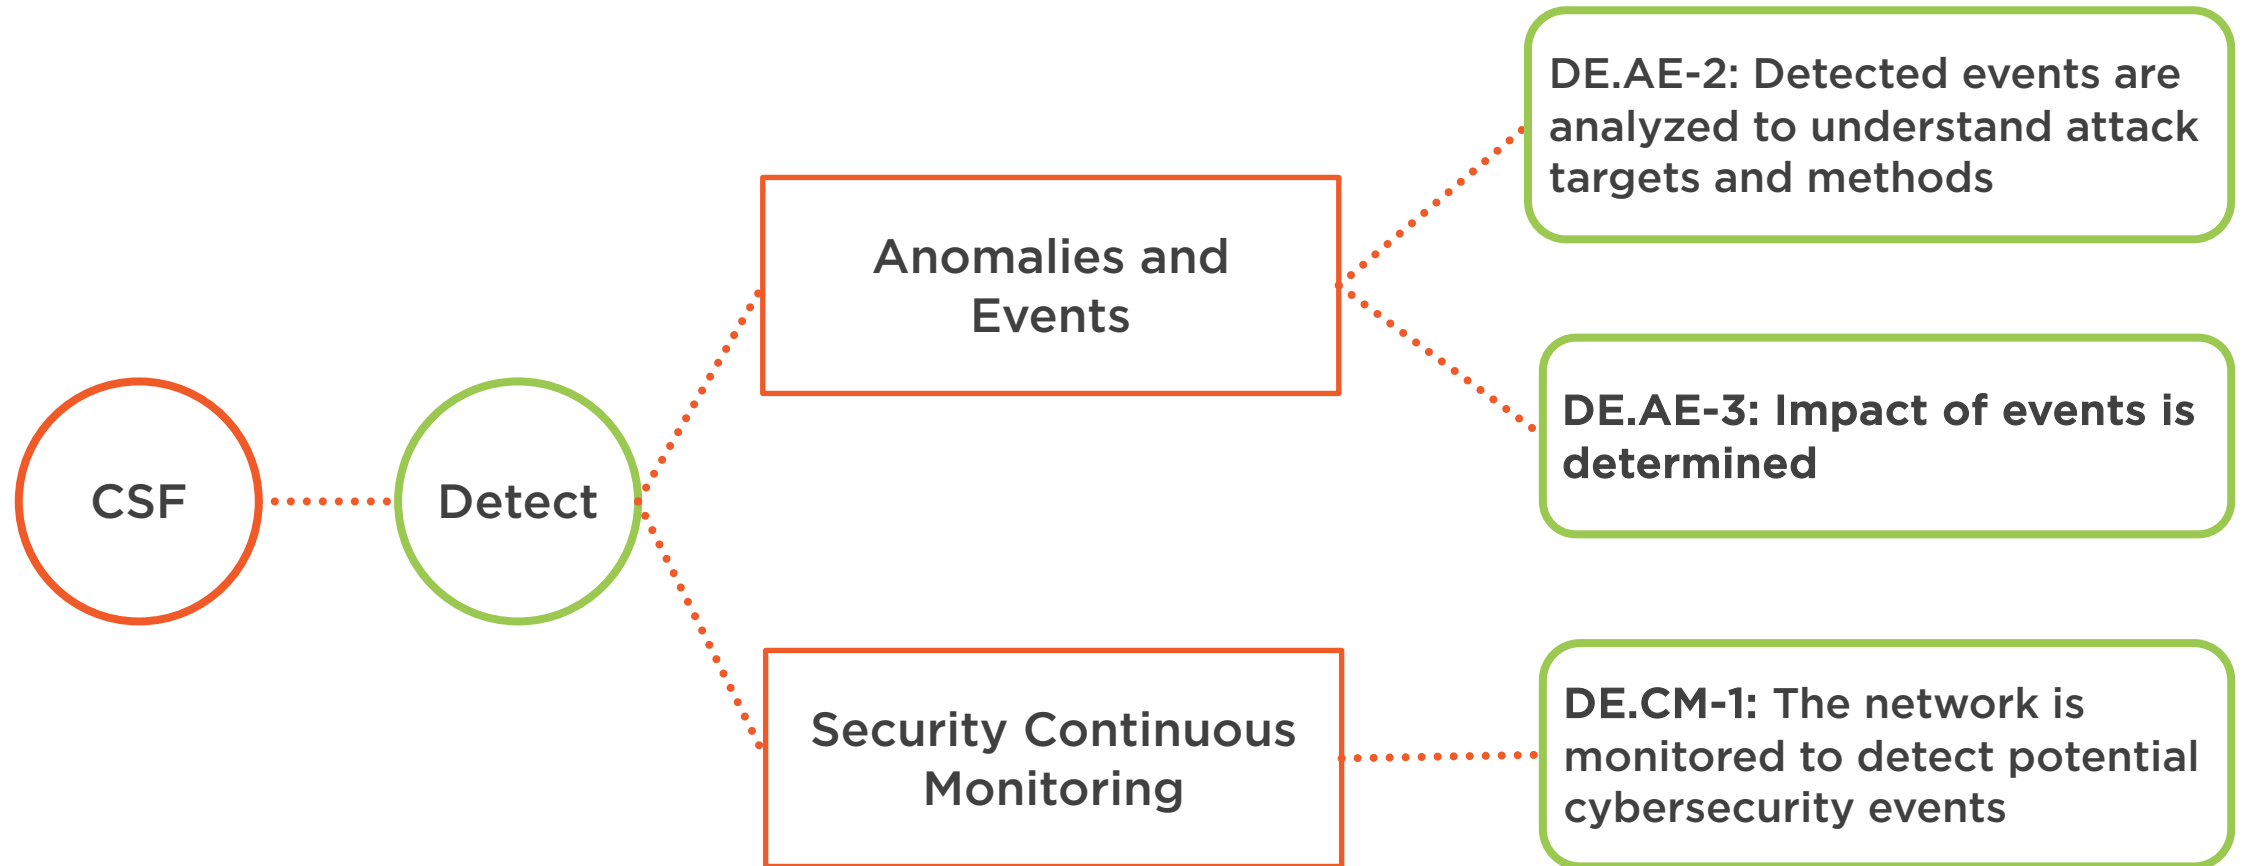 CSF
Detect
Anomalies and
Events
Security Continuous
Monitoring
DE.AE-2: Detected events are
analyzed to understand attack
targets and methods
DE.AE-3: Impact of events is
determined
DE.CM-1: The network is
monitored to detect potential
cybersecurity events